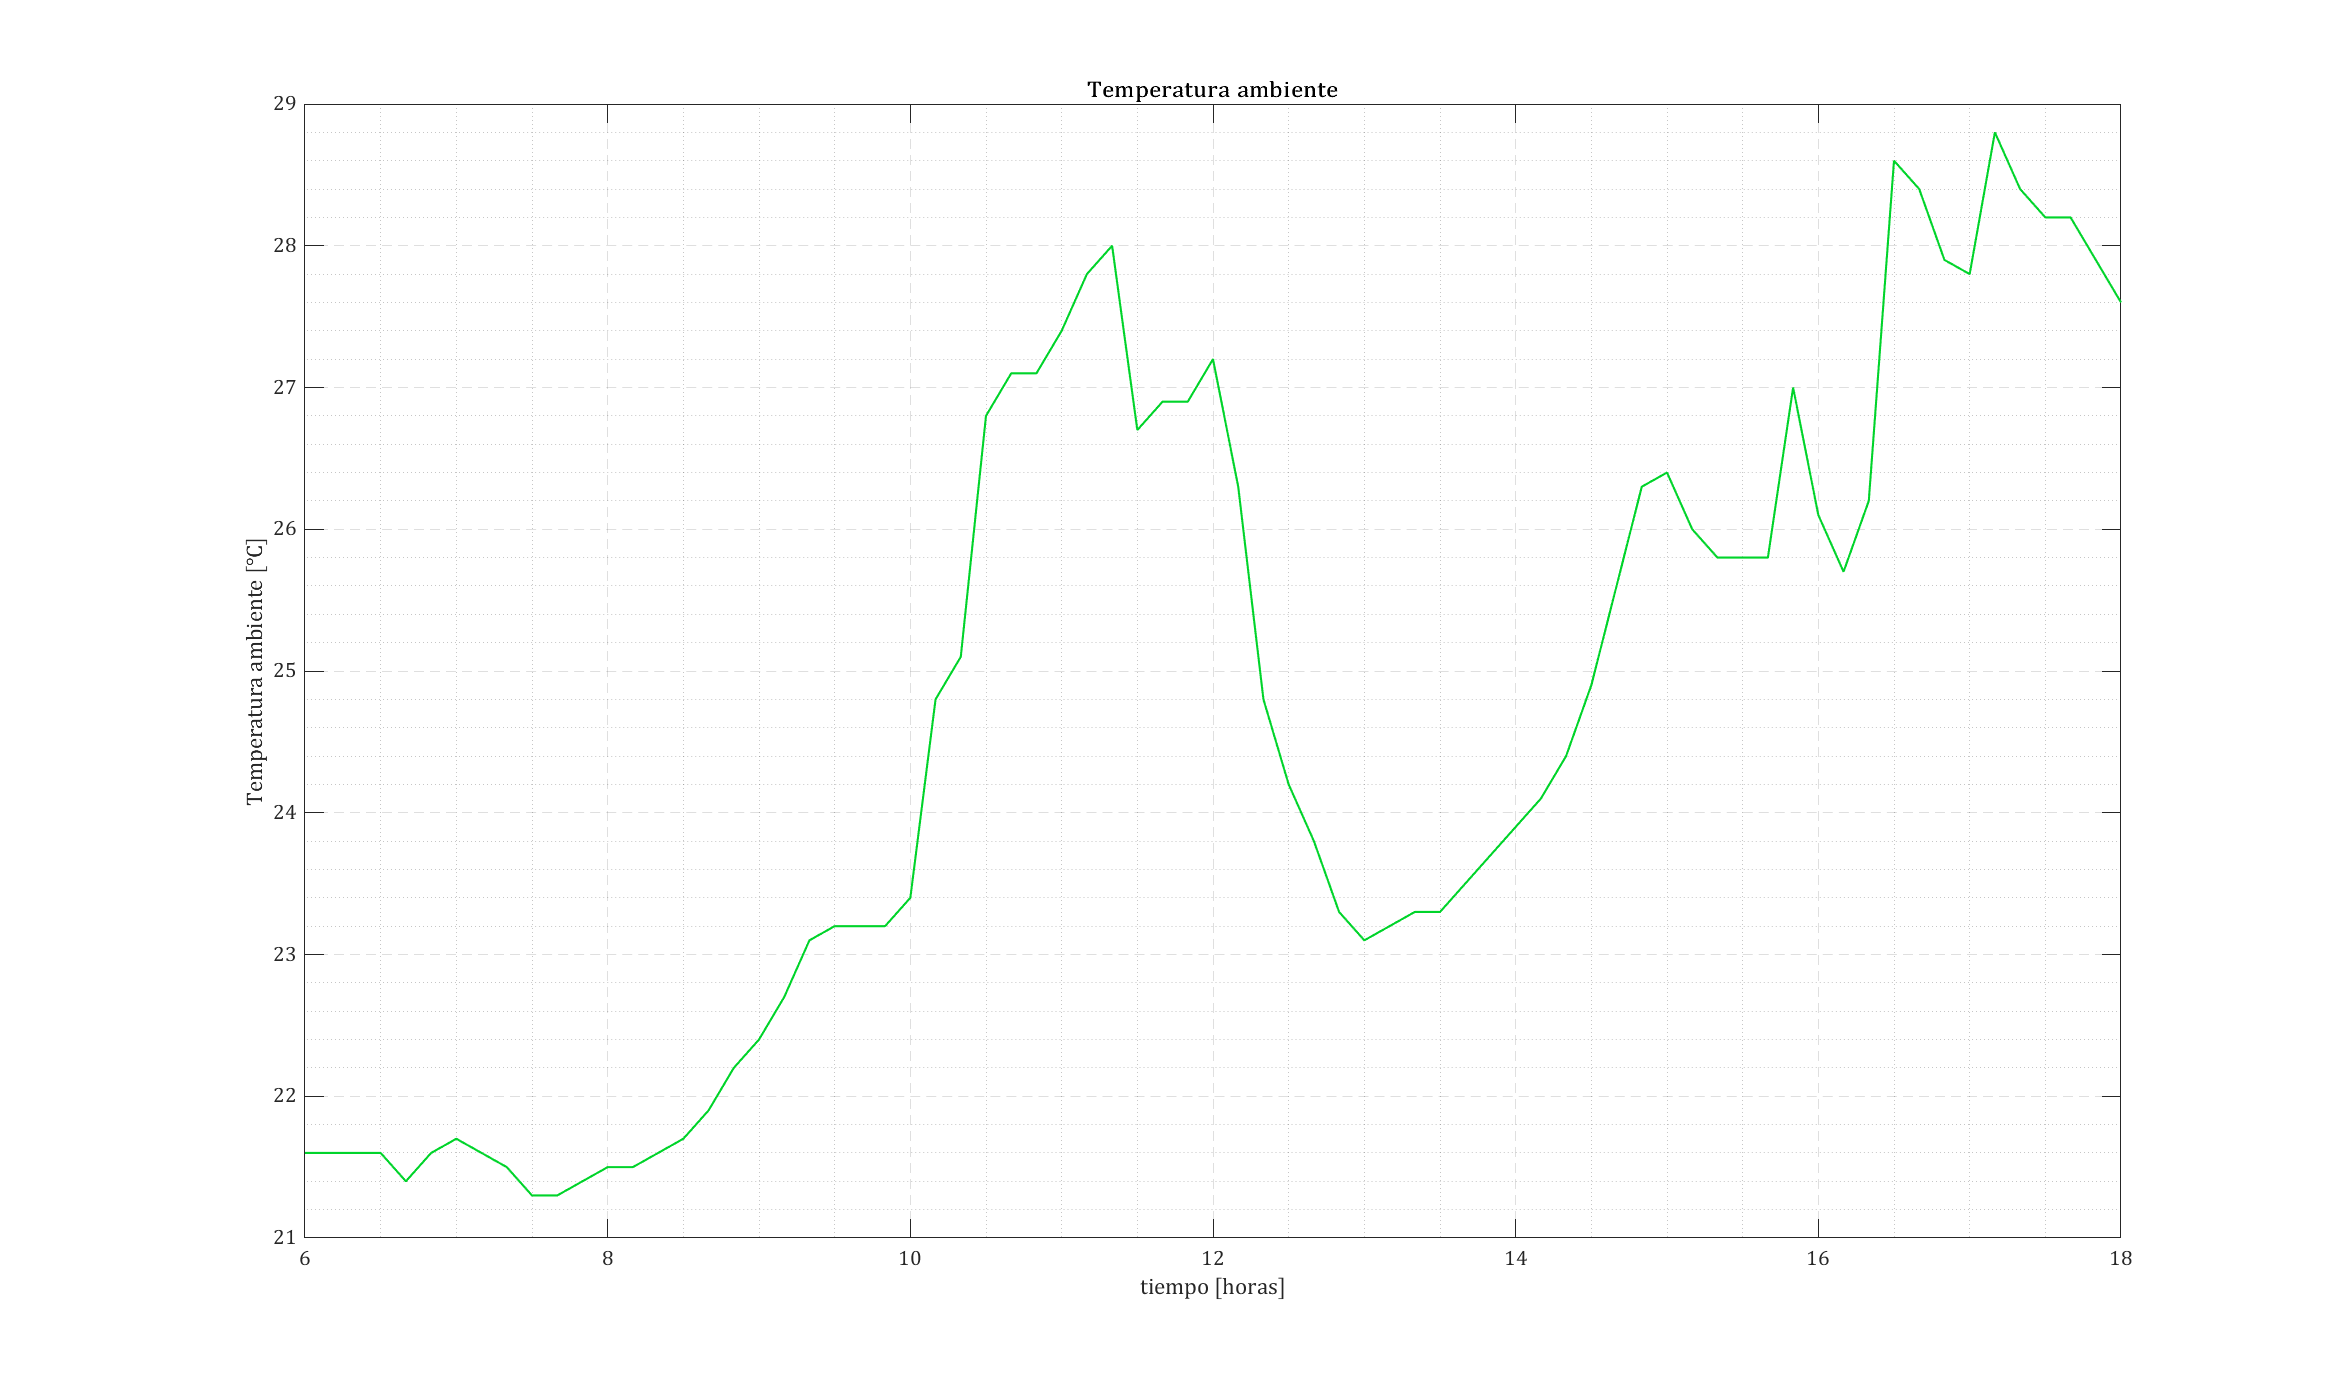 Temperatura ambiente
29
28
27
26
25
24
23
22
21
Temperatura ambiente [°C]
6 8 10 12 14 16 18
tiempo [horas]